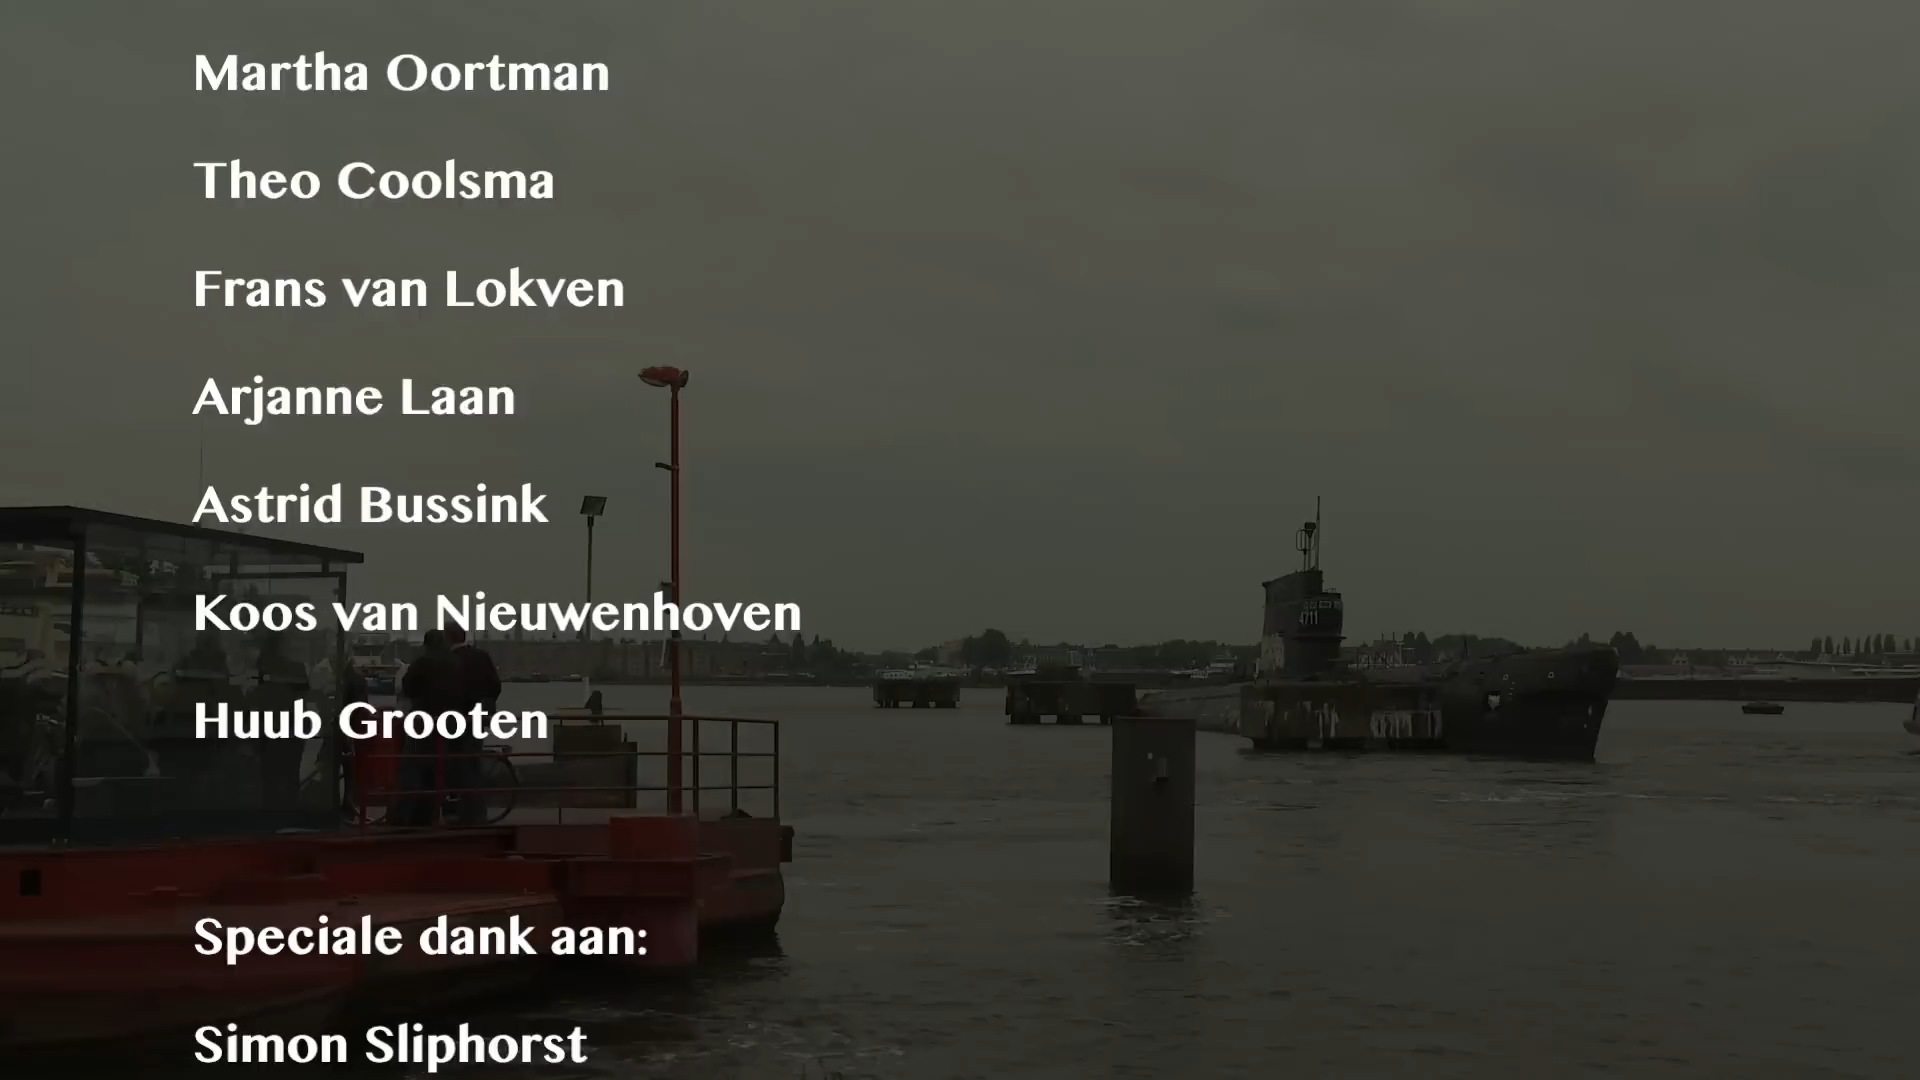 Martha Oortman
Theo Coolsma
Frans van Lokven
Arjanne Laan
Astrid Bussink
Koos van Nieuwenhoven
Huub Grooten
4711
Speciale dank aan:
Simon Sliphorst